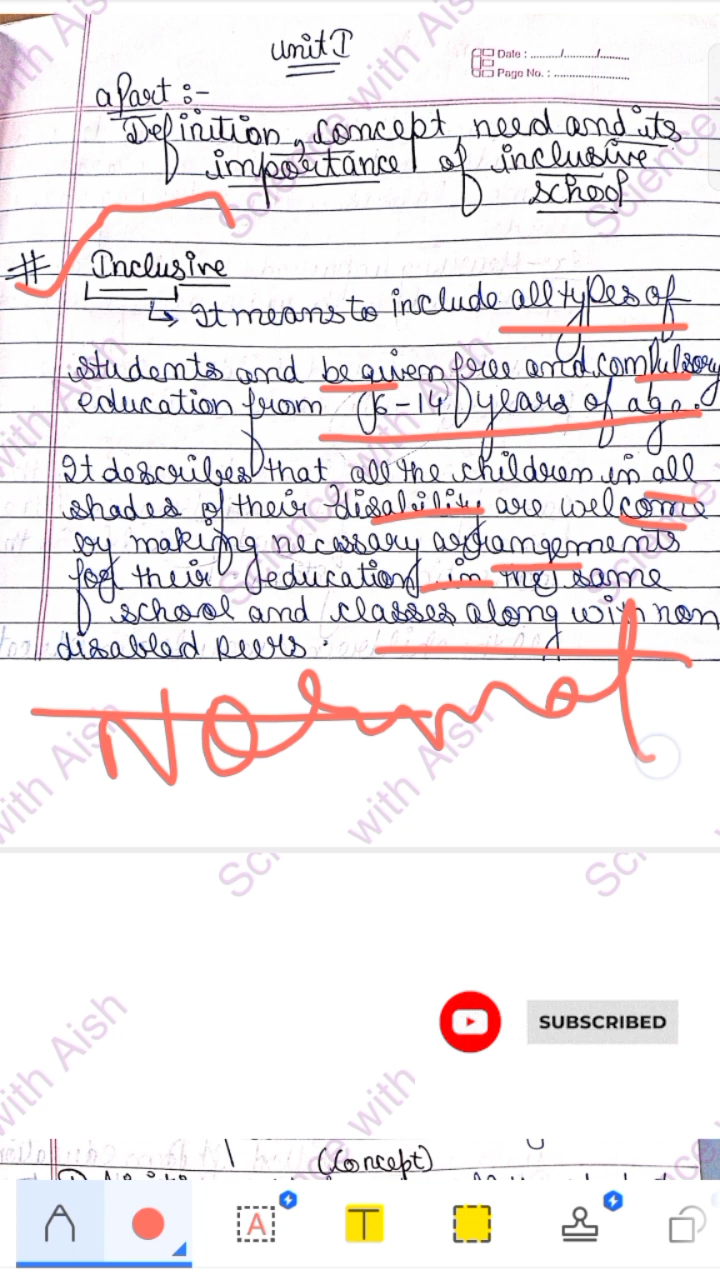 unit I
Date : ......../......../........
Page No. : ........................
a part :-
Definition, concept, need and its
importance of inclusive
school
# Inclusive
↳ It means to include all types of
students and be given free and compulsory
education from (6-14) years of age.
It describes that all the children in all
shades of their disability are welcome
by making necessary arrangements
for their education in the same
school and classes along with non
disabled peers.
Normal
SUBSCRIBED
(Concept)
A
T
Science with Aish